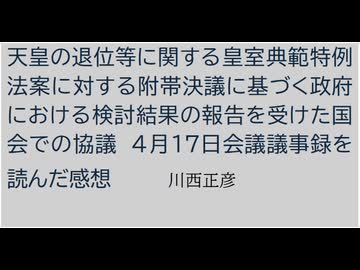 天皇の退位等に関する皇室典範特例
法案に対する附帯決議に基づく政府
における検討結果の報告を受けた国
会での協議 4月17日会議議事録を
読んだ感想 川西正彦